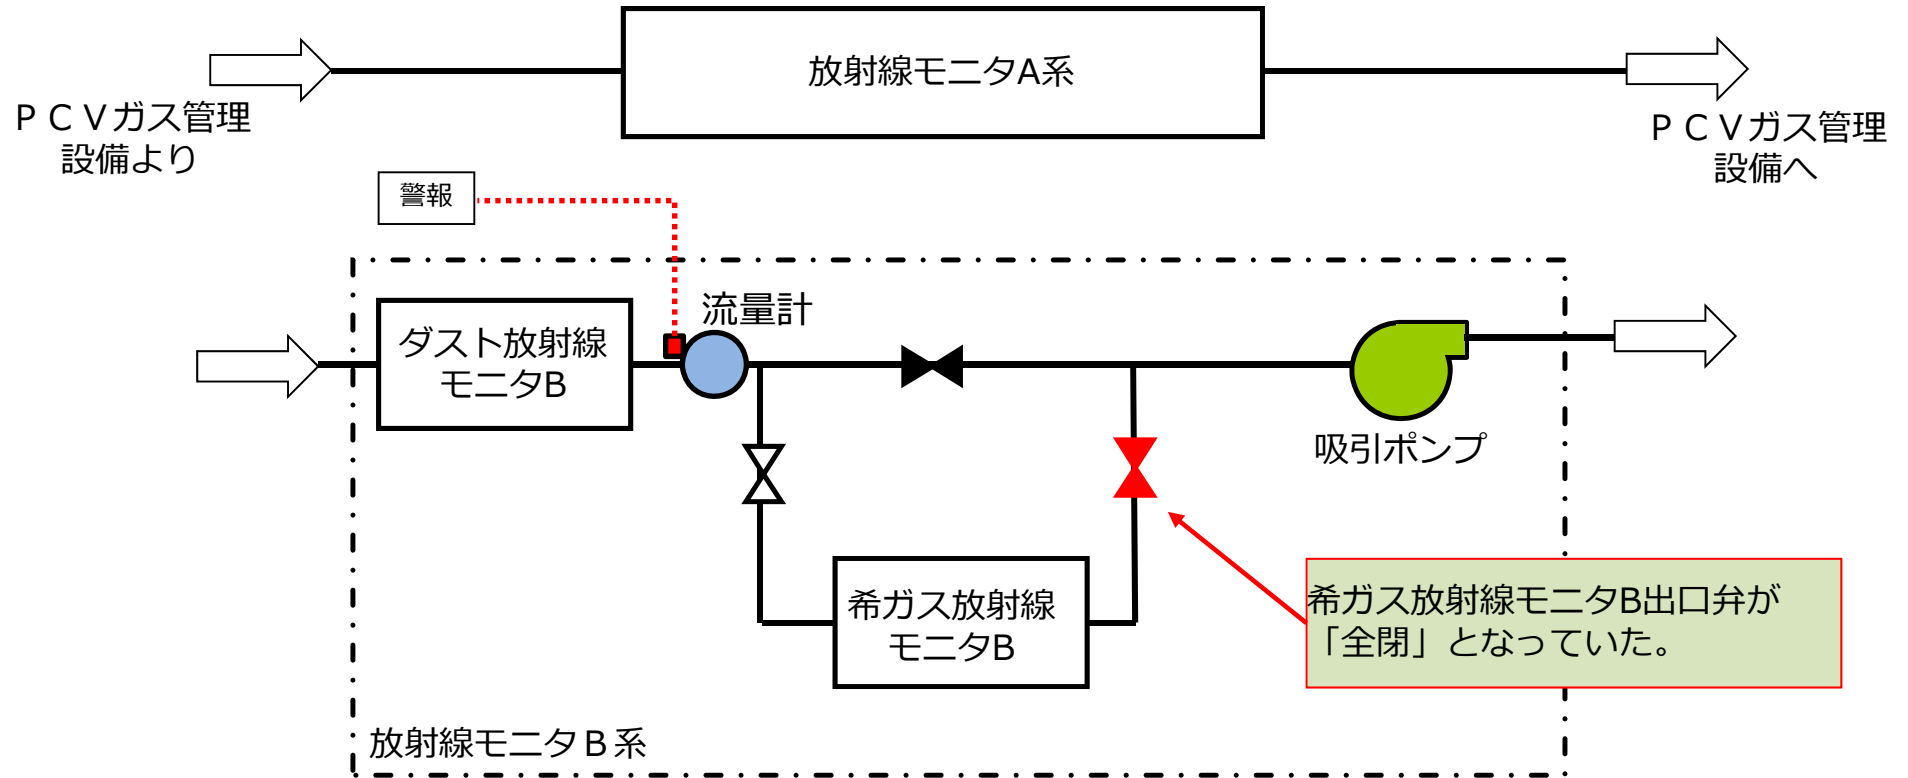 放射線モニタA系
ＰＣＶガス管理
設備より
ＰＣＶガス管理
設備へ
警報
流量計
ダスト放射線
モニタB
吸引ポンプ
希ガス放射線
モニタB
希ガス放射線モニタB出口弁が
「全閉」となっていた。
放射線モニタＢ系